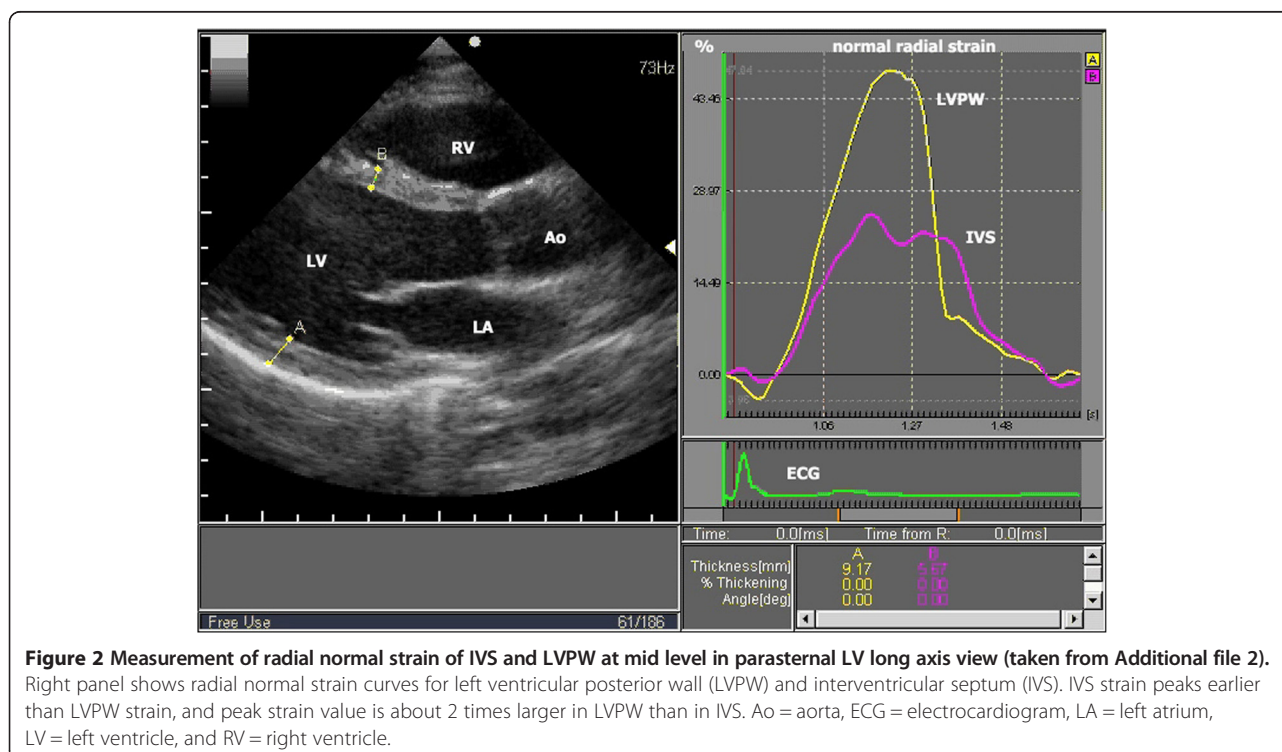 73Hz
RV
B
Ao
LV
A
LA
% normal radial strain
A
B
47.84
43.46
LVPW
28.97
IVS
14.49
0.00
3.98
[s]
1.06 1.27 1.48
ECG
Time: 0.0[ms] Time from R: 0.0[ms]
A B
Thickness[mm] 9.17 5.67
% Thickening 0.00 0.00
Angle[deg] 0.00 0.00
Free Use 61/186
Figure 2 Measurement of radial normal strain of IVS and LVPW at mid level in parasternal LV long axis view (taken from Additional file 2).
Right panel shows radial normal strain curves for left ventricular posterior wall (LVPW) and interventricular septum (IVS). IVS strain peaks earlier
than LVPW strain, and peak strain value is about 2 times larger in LVPW than in IVS. Ao = aorta, ECG = electrocardiogram, LA = left atrium,
LV = left ventricle, and RV = right ventricle.